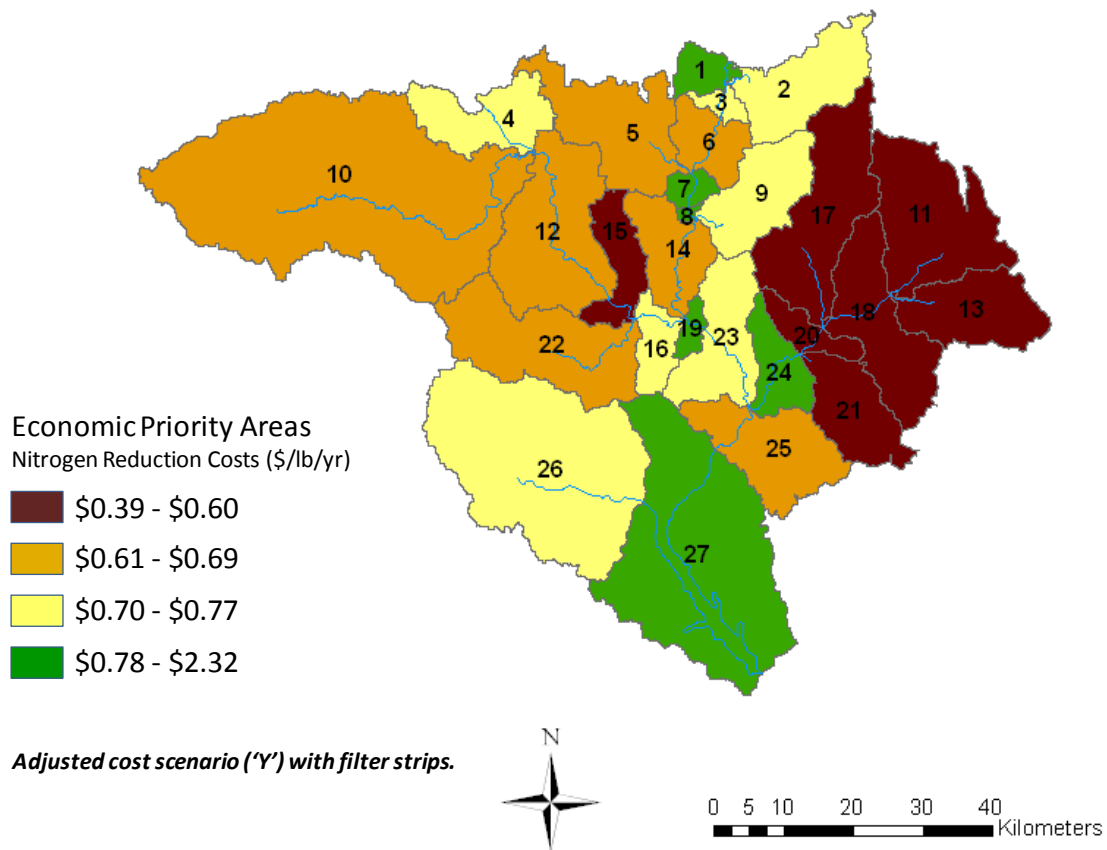 1
2
3
4
5
6
7
8
9
10
11
12
13
14
15
16
17
18
19
20
21
22
23
24
25
26
27
Economic Priority Areas
Nitrogen Reduction Costs ($/lb/yr)
$0.39 - $0.60
$0.61 - $0.69
$0.70 - $0.77
$0.78 - $2.32
Adjusted cost scenario (‘Y’) with filter strips.
N
0 5 10 20 30 40
Kilometers